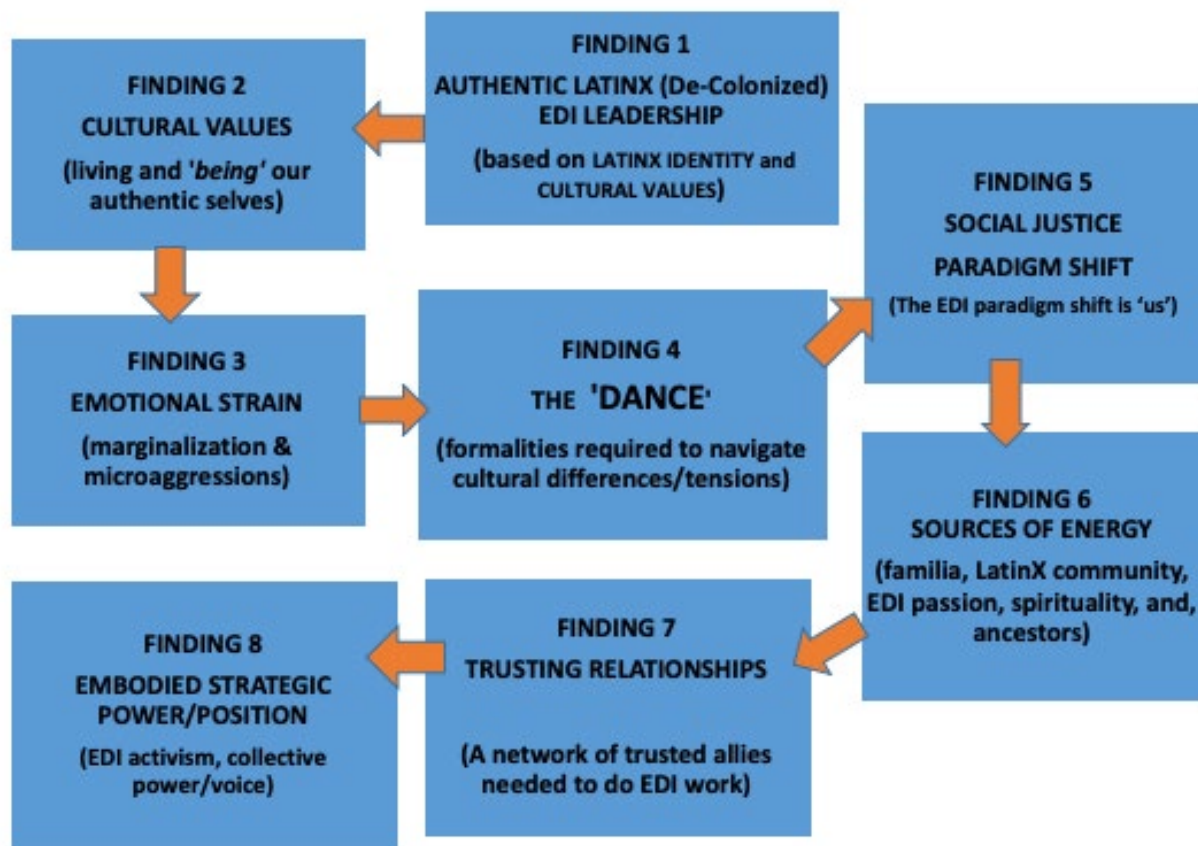 FINDING 1
AUTHENTIC LATINX (De-Colonized)
EDI LEADERSHIP
(based on LATINX IDENTITY and
CULTURAL VALUES)
FINDING 2
CULTURAL VALUES
(living and 'being' our
authentic selves)
FINDING 3
EMOTIONAL STRAIN
(marginalization &
microaggressions)
FINDING 4
THE 'DANCE'
(formalities required to navigate
cultural differences/tensions)
FINDING 5
SOCIAL JUSTICE
PARADIGM SHIFT
(The EDI paradigm shift is ‘us’)
FINDING 6
SOURCES OF ENERGY
(familia, LatinX community,
EDI passion, spirituality, and,
ancestors)
FINDING 7
TRUSTING RELATIONSHIPS
(A network of trusted allies
needed to do EDI work)
FINDING 8
EMBODIED STRATEGIC
POWER/POSITION
(EDI activism, collective
power/voice)